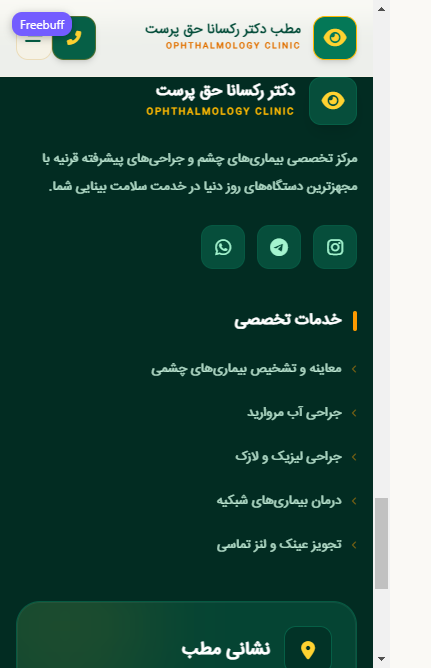 Freebuff
مطب دکتر رکسانا حق پرست
OPHTHALMOLOGY CLINIC
دکتر رکسانا حق پرست
OPHTHALMOLOGY CLINIC
مرکز تخصصی بیماری‌های چشم و جراحی‌های پیشرفته قرنیه با
مجهزترین دستگاه‌های روز دنیا در خدمت سلامت بینایی شما.
خدمات تخصصی
معاینه و تشخیص بیماری‌های چشمی
جراحی آب مروارید
جراحی لیزیک و لازک
درمان بیماری‌های شبکیه
تجویز عینک و لنز تماسی
نشانی مطب